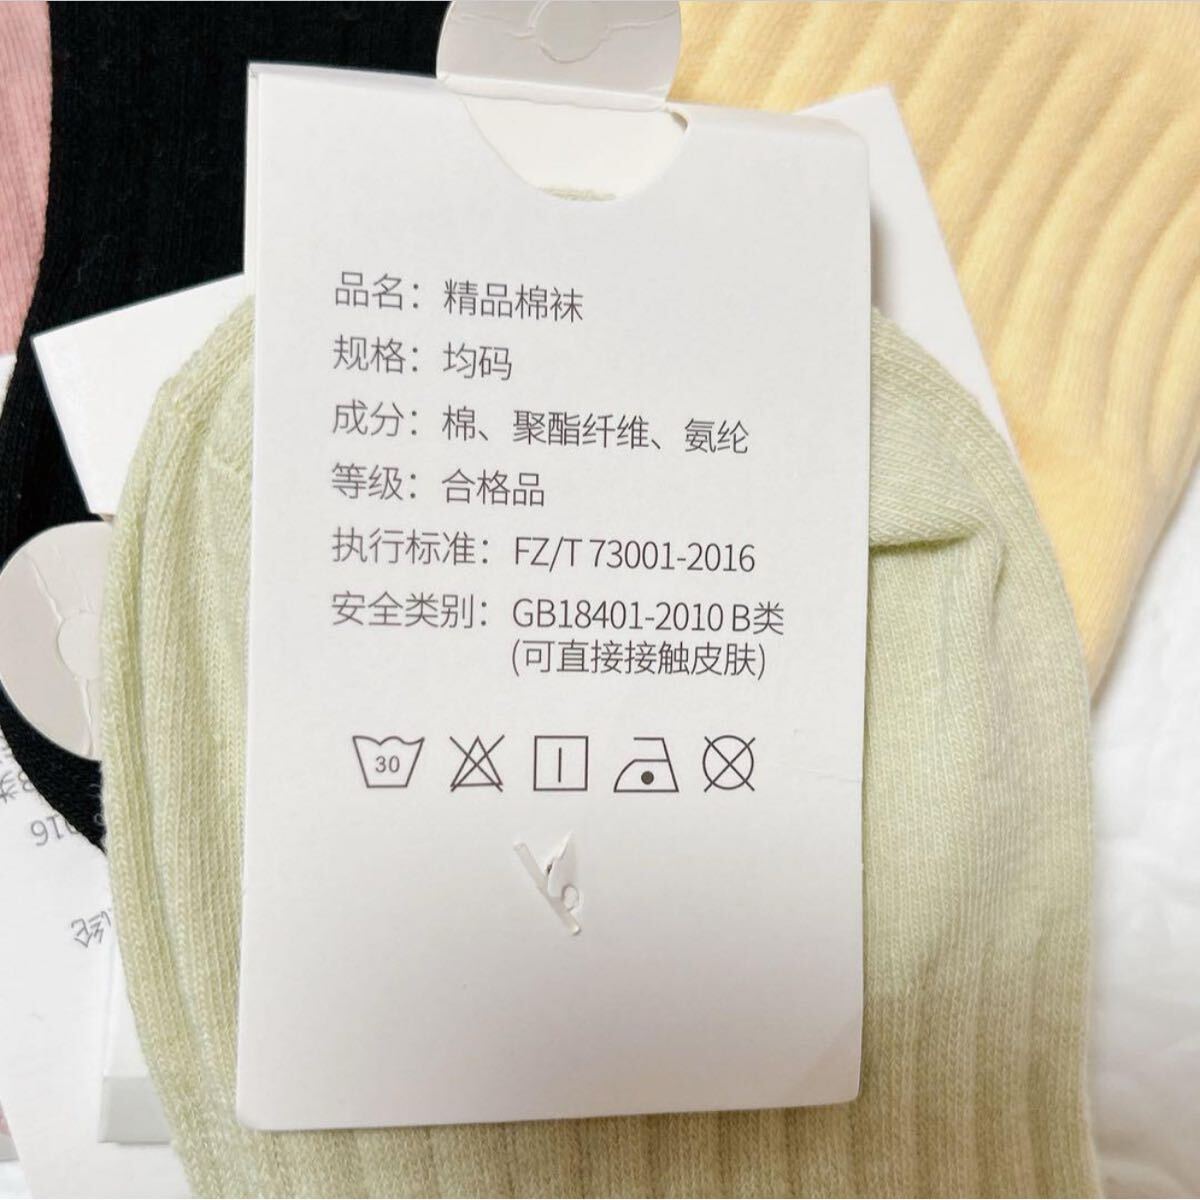 品名：精品棉袜
规格：均码
成分：棉、聚酯纤维、氨纶
等级：合格品
执行标准：FZ/T 73001-2016
安全类别：GB18401-2010 B类
(可直接接触皮肤)
30